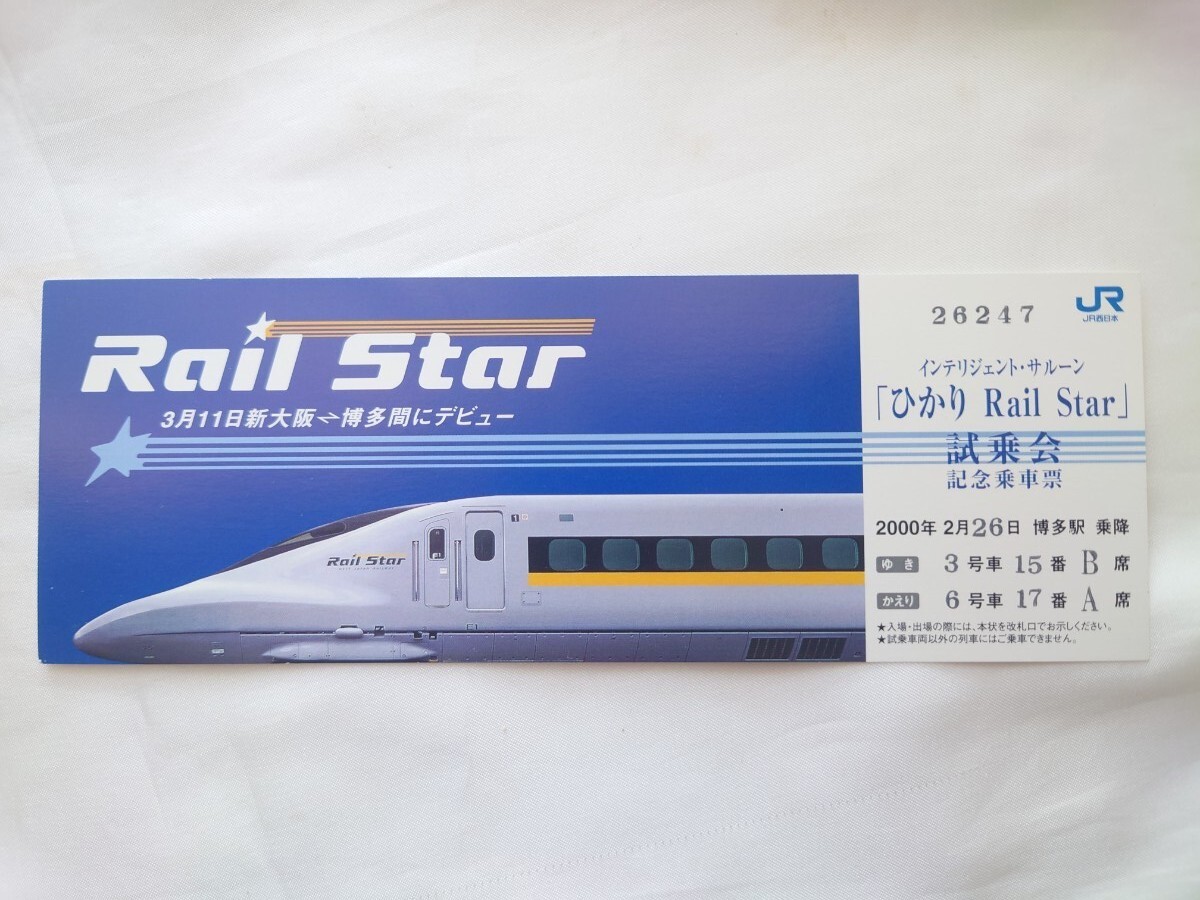 Rail Star
3月11日新大阪⇌博多間にデビュー
Rail Star
1
26247
JR
JR西日本
インテリジェント・サルーン
「ひかり Rail Star」
試乗会
記念乗車票
2000年 2月26日 博多駅 乗降
ゆき 3号車 15番 B席
かえり 6号車 17番 A席
★入場・出場の際には、本状を改札口でお示しください。
★試乗車両以外の列車にはご乗車できません。